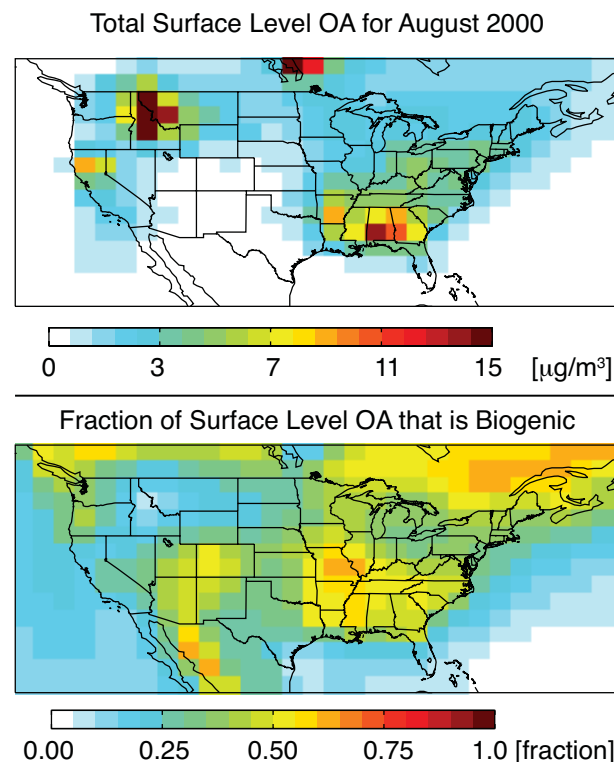 Total Surface Level OA for August 2000
0 3 7 11 15 [μg/m³]
Fraction of Surface Level OA that is Biogenic
0.00 0.25 0.50 0.75 1.0 [fraction]